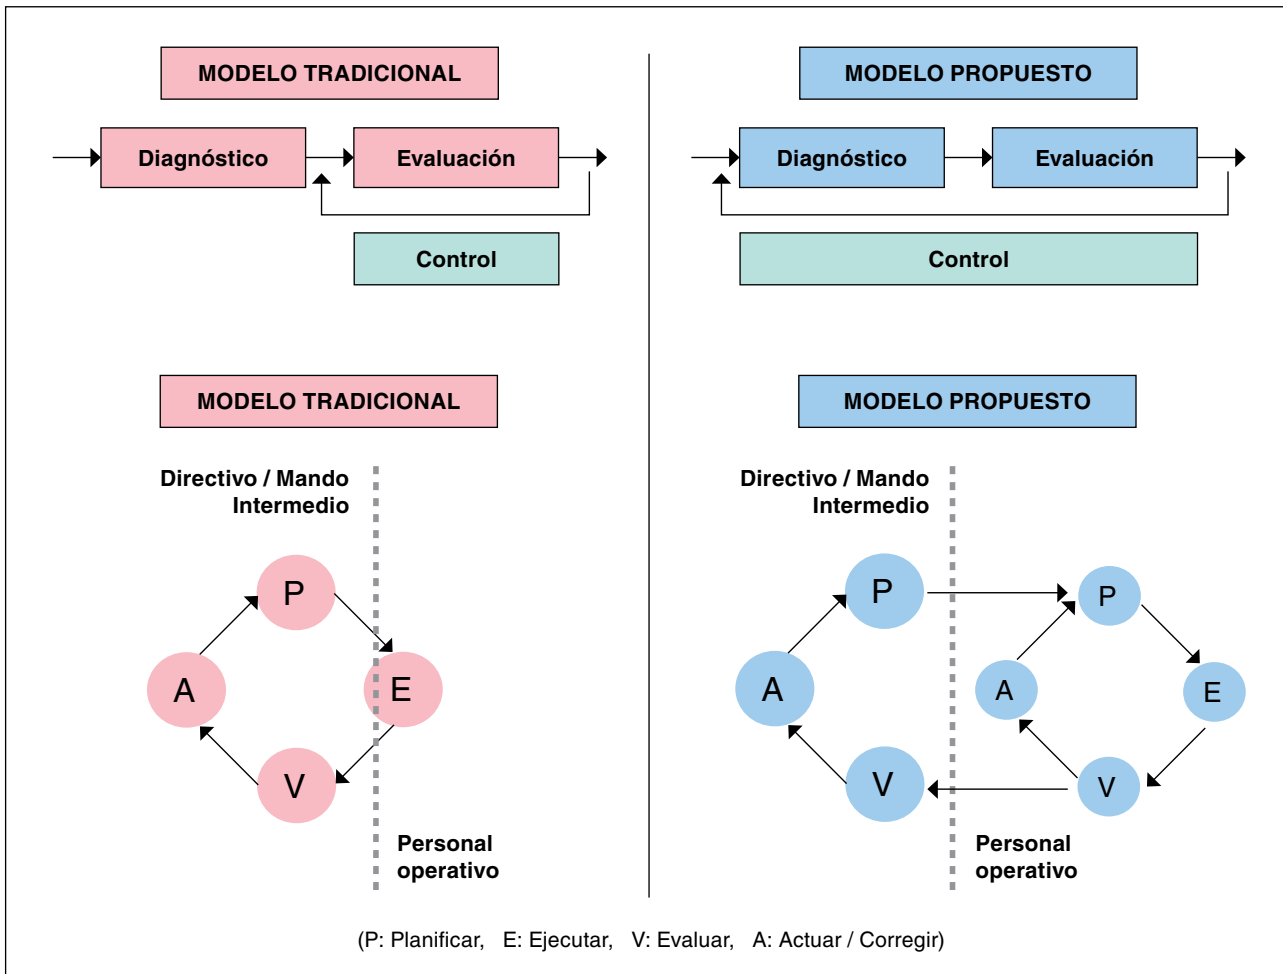 MODELO TRADICIONAL
Diagnóstico
Evaluación
Control
MODELO PROPUESTO
Diagnóstico
Evaluación
Control
MODELO TRADICIONAL
Directivo / Mando
Intermedio
P
A
E
V
Personal
operativo
MODELO PROPUESTO
Directivo / Mando
Intermedio
P
A
V
P
A
E
V
Personal
operativo
(P: Planificar, E: Ejecutar, V: Evaluar, A: Actuar / Corregir)